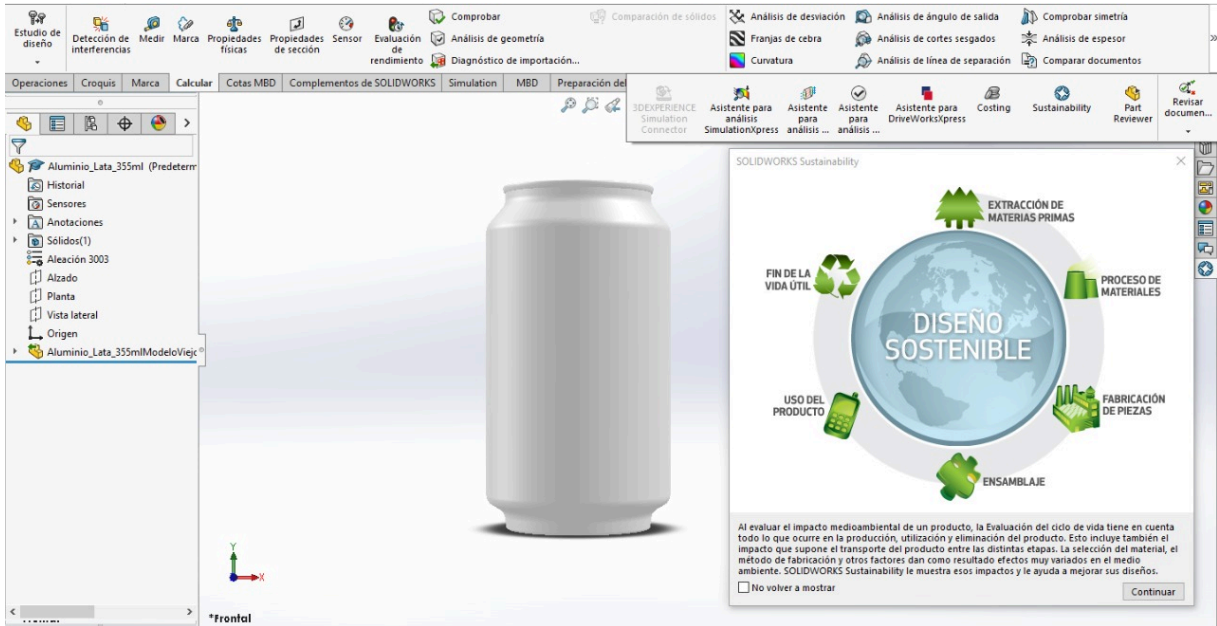 Estudio de
diseño
Detección de
interferencias
Medir
Marca
Propiedades
físicas
Propiedades
de sección
Sensor
Evaluación
de
rendimiento
Comprobar
Análisis de geometría
Diagnóstico de importación...
Comparación de sólidos
Análisis de desviación
Franjas de cebra
Curvatura
Análisis de ángulo de salida
Análisis de cortes sesgados
Análisis de línea de separación
Comprobar simetría
Análisis de espesor
Comparar documentos
Operaciones
Croquis
Marca
Calcular
Cotas MBD
Complementos de SOLIDWORKS
Simulation
MBD
Preparación del
3DEXPERIENCE
Simulation
Connector
Asistente para
análisis
SimulationXpress
Asistente
para
análisis ...
Asistente
para
análisis ...
Asistente para
DriveWorksXpress
Costing
Sustainability
Part
Reviewer
Revisar
documen...
Aluminio_Lata_355ml (Predeterm
Historial
Sensores
Anotaciones
Sólidos(1)
Aleación 3003
Alzado
Planta
Vista lateral
Origen
Aluminio_Lata_355mlModeloViejo
SOLIDWORKS Sustainability
EXTRACCIÓN DE
MATERIAS PRIMAS
FIN DE LA
VIDA ÚTIL
PROCESO DE
MATERIALES
DISEÑO
SOSTENIBLE
USO DEL
PRODUCTO
FABRICACIÓN
DE PIEZAS
ENSAMBLAJE
Al evaluar el impacto medioambiental de un producto, la Evaluación del ciclo de vida tiene en cuenta
todo lo que ocurre en la producción, utilización y eliminación del producto. Esto incluye también el
impacto que supone el transporte del producto entre las distintas etapas. La selección del material, el
método de fabricación y otros factores dan como resultado efectos muy variados en el medio
ambiente. SOLIDWORKS Sustainability le muestra esos impactos y le ayuda a mejorar sus diseños.
No volver a mostrar
Continuar
Y
X
*Frontal